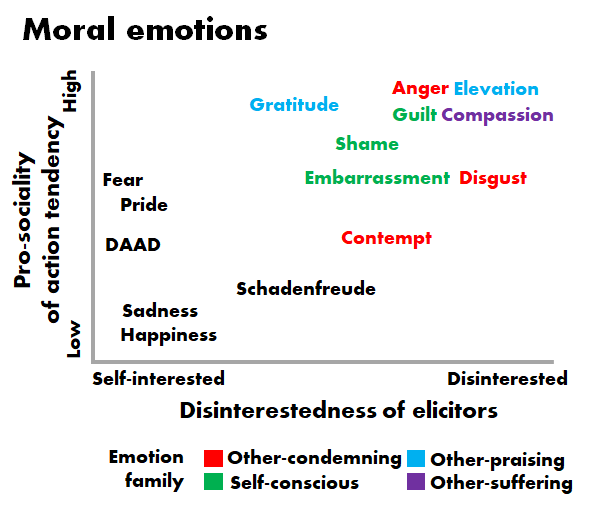 Moral emotions
High
Anger Elevation
Gratitude
Guilt Compassion
Shame
Embarrassment Disgust
Fear
Pride
DAAD
Contempt
Schadenfreude
Sadness
Happiness
Low
Pro-sociality
of action tendency
Self-interested
Disinterested
Disinterestedness of elicitors
Emotion
family
Other-condemning
Other-praising
Self-conscious
Other-suffering